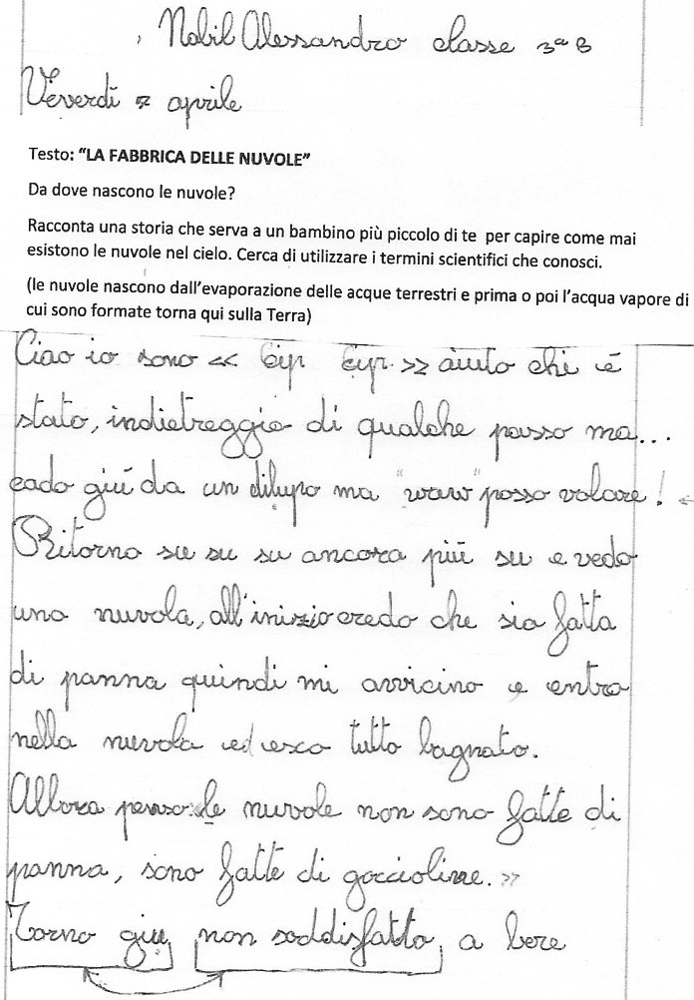 Nabil Alessandro classe 3ª B
Venerdì 7 aprile
Testo: “LA FABBRICA DELLE NUVOLE”
Da dove nascono le nuvole?
Racconta una storia che serva a un bambino più piccolo di te per capire come mai
esistono le nuvole nel cielo. Cerca di utilizzare i termini scientifici che conosci.
(le nuvole nascono dall’evaporazione delle acque terrestri e prima o poi l’acqua vapore di
cui sono formate torna qui sulla Terra)
Ciao io sono << Cip Cip.>> aiuto chi è
stato, indietreggio di qualche passo ma...
cado giù da un dilupo ma "waw" posso volare!
Ritorno su su su ancora più su e vedo
una nuvola, all'inizio credo che sia fatta
di panna quindi mi avvicino e entro
nella nuvola ed esco tutto bagnato.
Allora penso: le nuvole non sono fatte di
panna, sono fatte di goccioline.>>
Torno giu, non soddisfatto, a bere